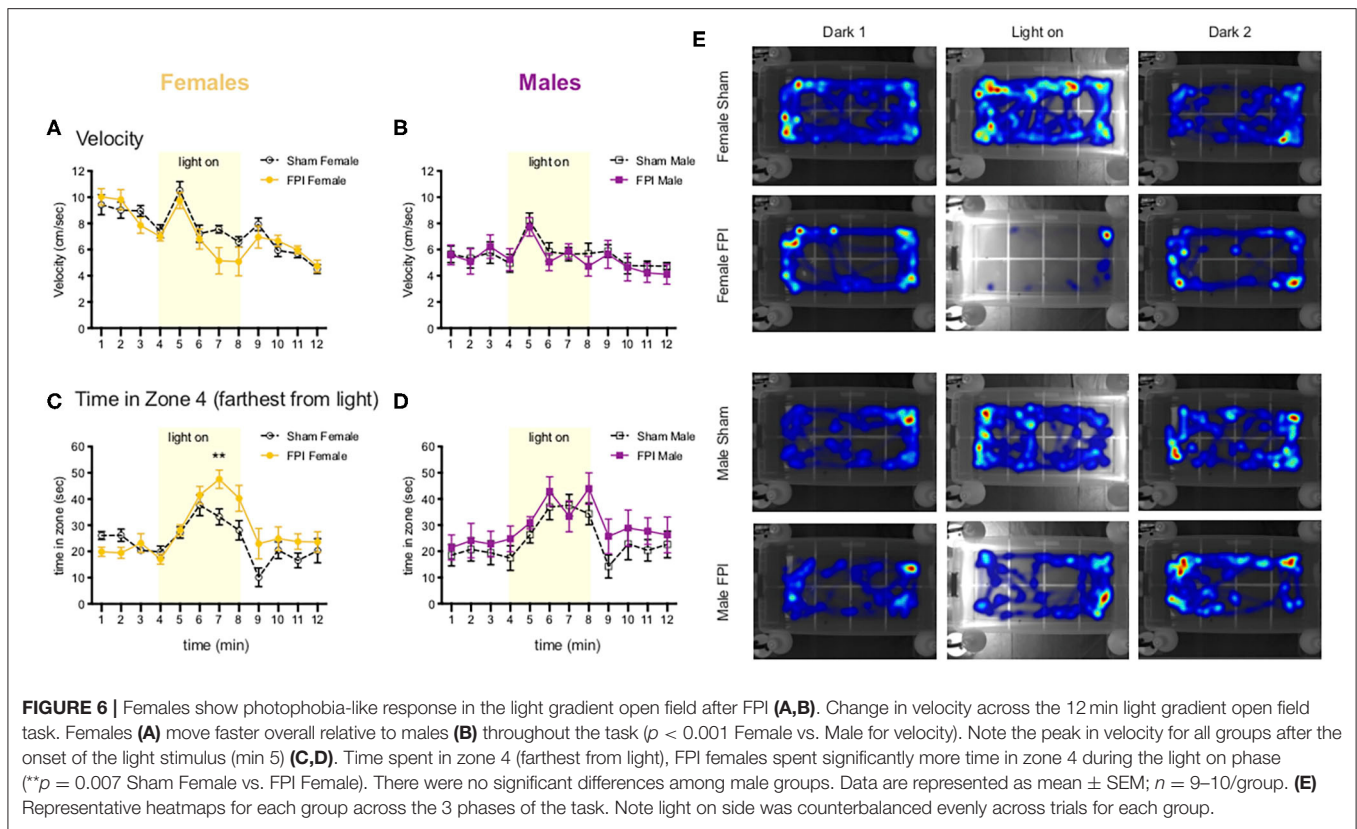 E
Dark 1
Light on
Dark 2
Females
Males
A
Velocity
B
light on
Sham Female
FPI Female
Velocity (cm/sec)
12
10
8
6
4
2
0
1 2 3 4 5 6 7 8 9 10 11 12
light on
Sham Male
FPI Male
Velocity (cm/sec)
12
10
8
6
4
2
0
1 2 3 4 5 6 7 8 9 10 11 12
C
Time in Zone 4 (farthest from light)
D
light on
Sham Female
FPI Female
**
time in zone (sec)
60
50
40
30
20
10
0
1 2 3 4 5 6 7 8 9 10 11 12
time (min)
light on
Sham Male
FPI Male
time in zone (sec)
60
50
40
30
20
10
0
1 2 3 4 5 6 7 8 9 10 11 12
time (min)
Female Sham
Female FPI
Male Sham
Male FPI
FIGURE 6 | Females show photophobia-like response in the light gradient open field after FPI (A,B). Change in velocity across the 12 min light gradient open field
task. Females (A) move faster overall relative to males (B) throughout the task (p < 0.001 Female vs. Male for velocity). Note the peak in velocity for all groups after the
onset of the light stimulus (min 5) (C,D). Time spent in zone 4 (farthest from light), FPI females spent significantly more time in zone 4 during the light on phase
(**p = 0.007 Sham Female vs. FPI Female). There were no significant differences among male groups. Data are represented as mean ± SEM; n = 9–10/group. (E)
Representative heatmaps for each group across the 3 phases of the task. Note light on side was counterbalanced evenly across trials for each group.